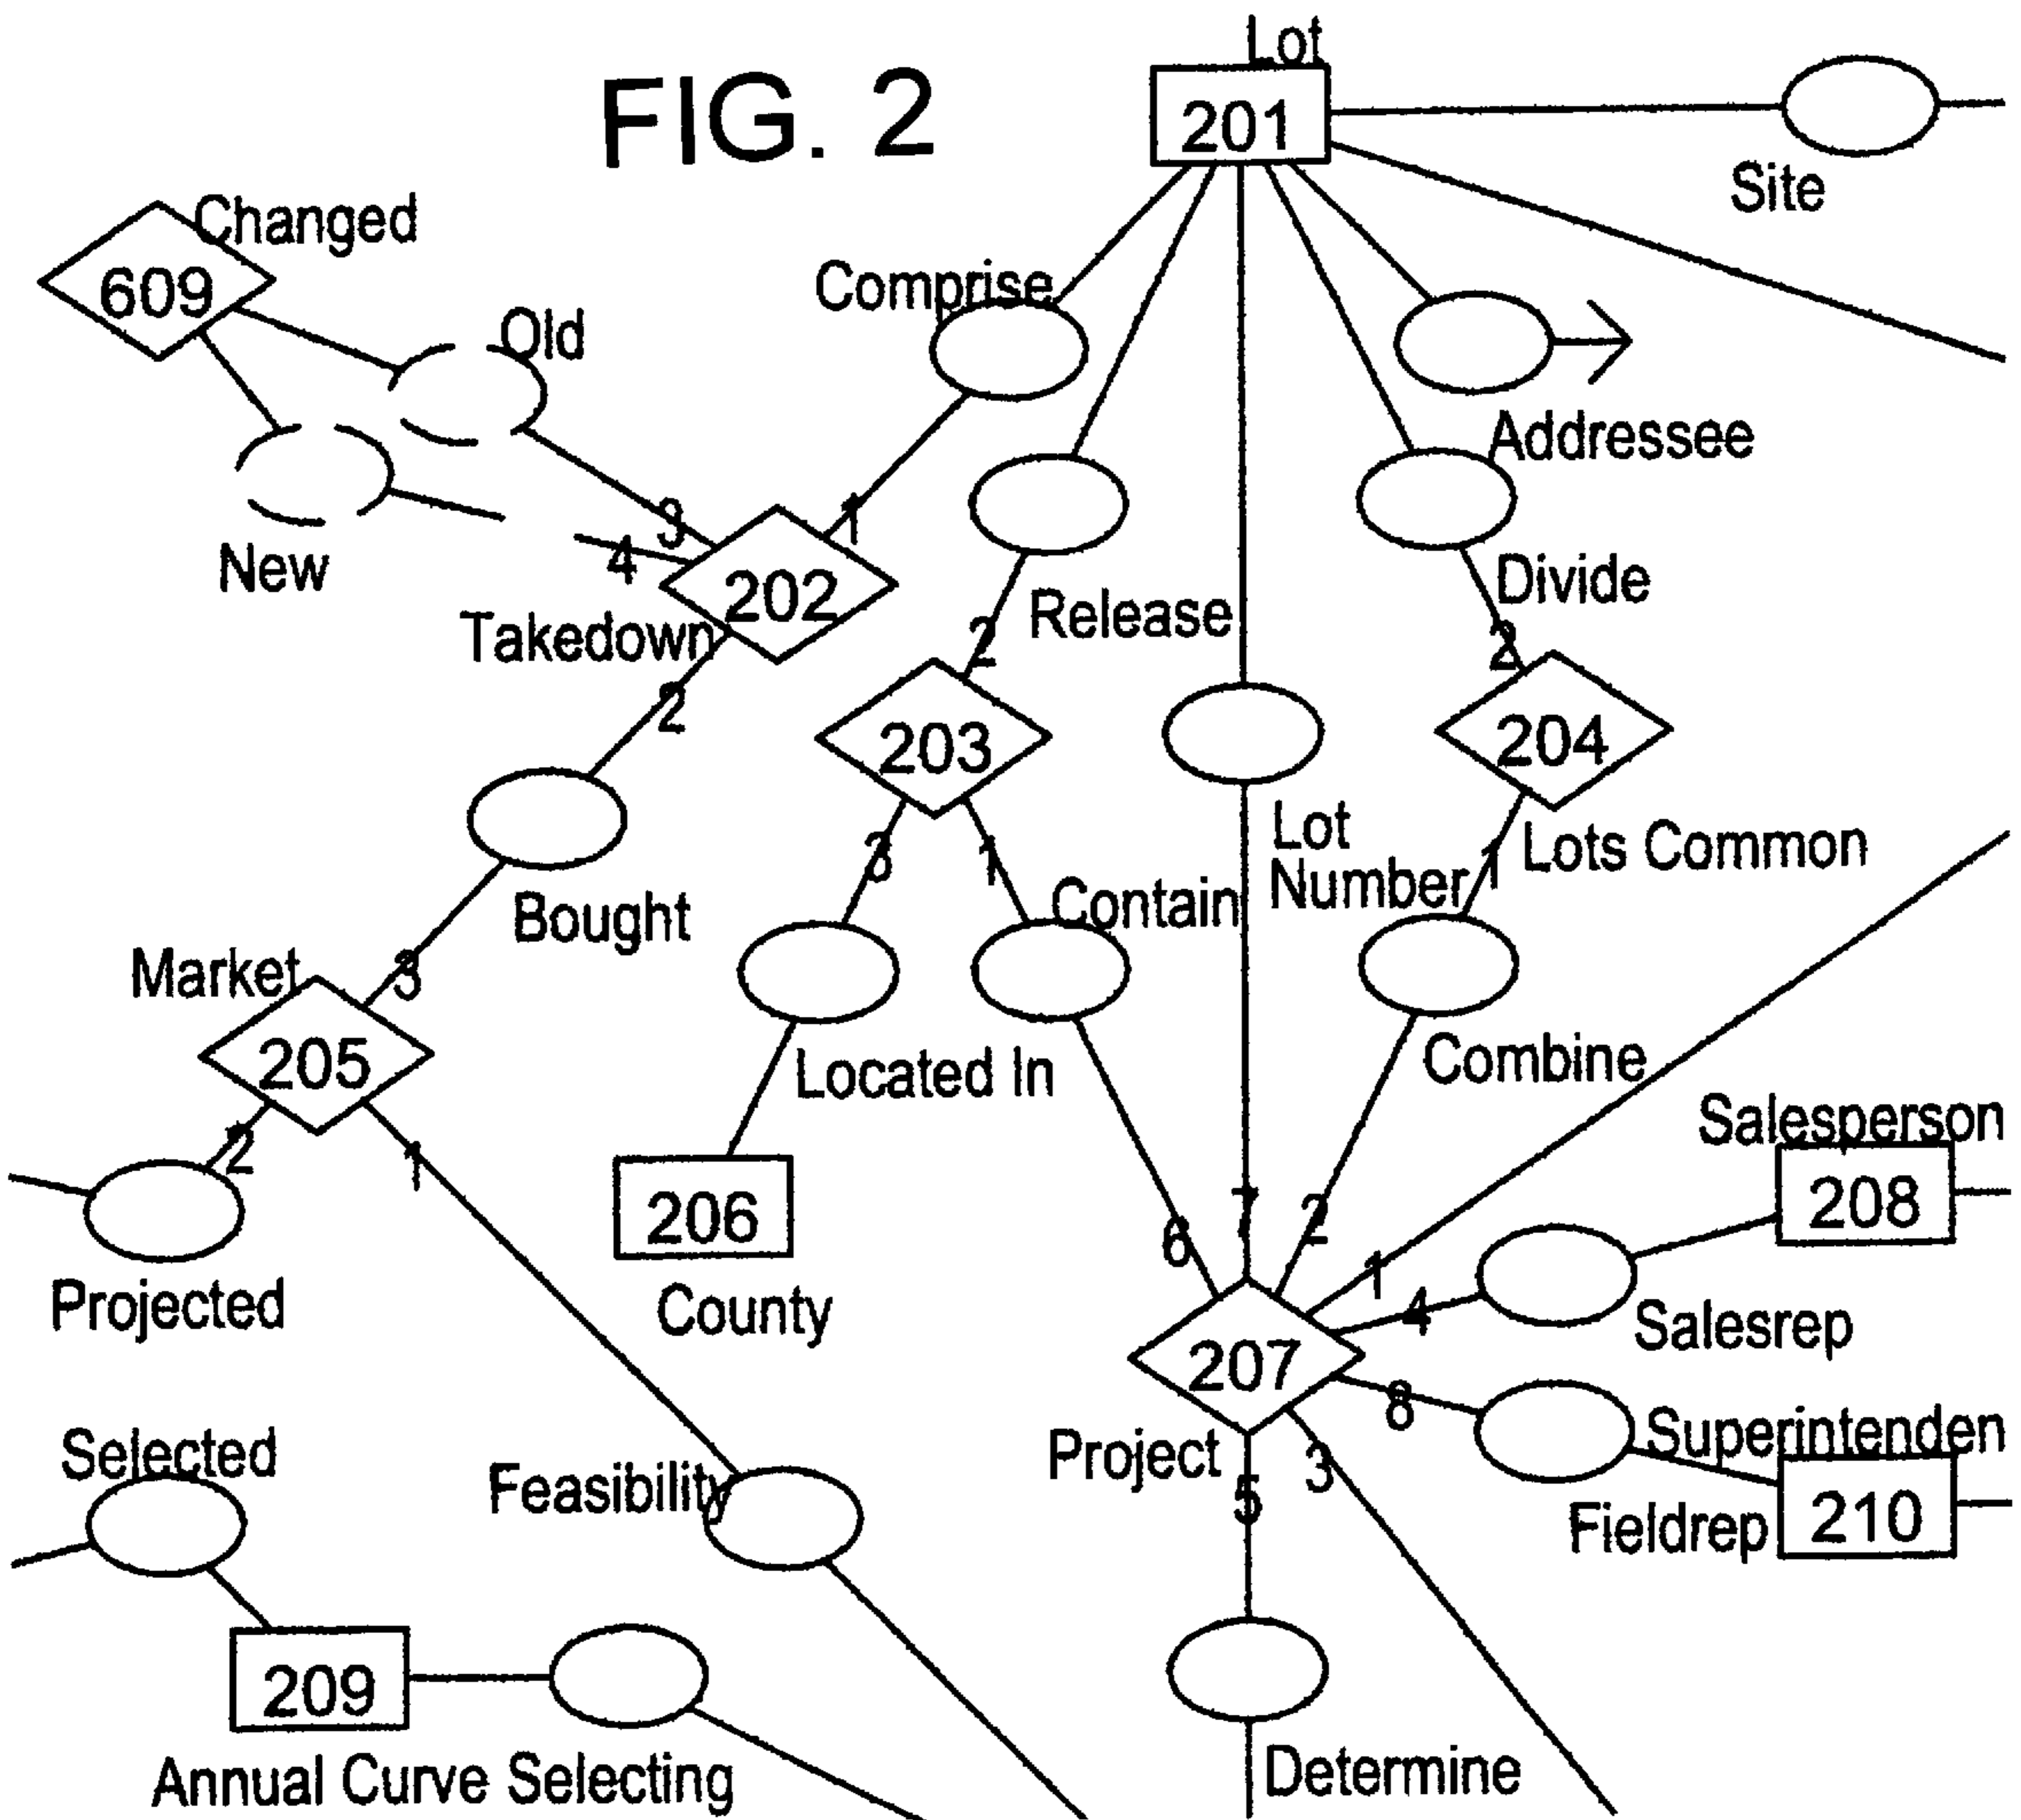 Lot
FIG. 2
201
Site
Changed
609
Comprise
Old
Addressee
3
1
4
New
202
Divide
Takedown
Release
2
2
2
203
204
Lot
Number
3
1
1
Lots Common
Bought
Contain
Market
3
205
Located In
Combine
2
1
Salesperson
206
208
6
7
2
1
4
Projected
County
Salesrep
207
8
Selected
Feasibility
Project
3
Superintenden
5
Fieldrep
210
209
Annual Curve Selecting
Determine